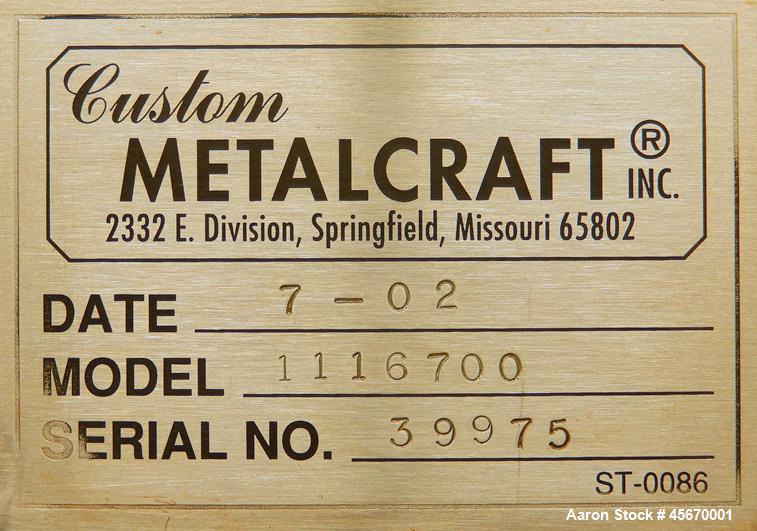 Custom
METALCRAFT®
INC.
2332 E. Division, Springfield, Missouri 65802
DATE 7-02
MODEL 1116700
SERIAL NO. 39975
ST-0086
Aaron Stock # 45670001